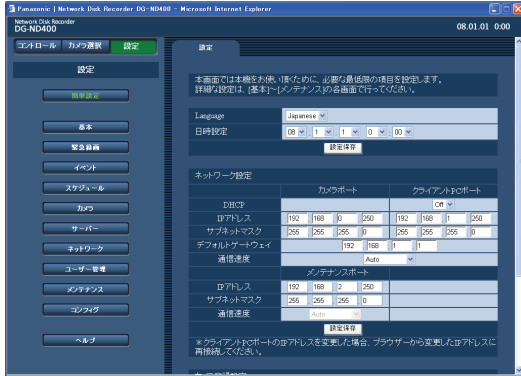 Panasonic | Network Disk Recorder DG-ND400 - Microsoft Internet Explorer
Network Disk Recorder
DG-ND400
08.01.01 0:00
コントロール カメラ選択 設定
設定
設定
簡単設定
基本
緊急録画
イベント
スケジュール
カメラ
サーバー
ネットワーク
ユーザー管理
メンテナンス
コンフィグ
ヘルプ
本画面では本機をお使い頂くために、必要な最低限の項目を設定します。
詳細な設定は、[基本]～[メンテナンス]の各画面で行ってください。
Language Japanese
日時設定 08 . 1 . 1 . 0 : 00
設定保存
ネットワーク設定
カメラポート クライアントPCポート
DHCP Off
IPアドレス 192 168 0 250 192 168 1 250
サブネットマスク 255 255 255 0 255 255 255 0
デフォルトゲートウェイ 192 168 1 1
通信速度 Auto
メンテナンスポート
IPアドレス 192 168 2 250
サブネットマスク 255 255 255 0
通信速度 Auto
設定保存
＊クライアントPCポートのIPアドレスを変更した場合、ブラウザーから変更したIPアドレスに
再接続してください。